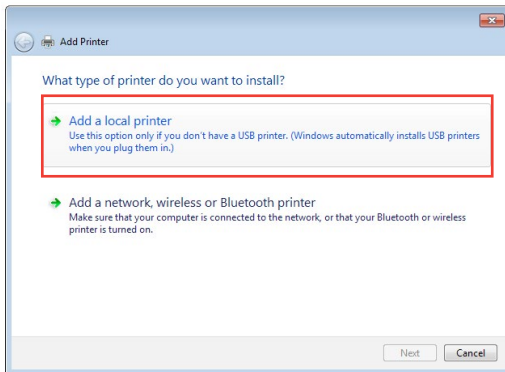 Add Printer
What type of printer do you want to install?
Add a local printer
Use this option only if you don't have a USB printer. (Windows automatically installs USB printers
when you plug them in.)
Add a network, wireless or Bluetooth printer
Make sure that your computer is connected to the network, or that your Bluetooth or wireless
printer is turned on.
Next Cancel